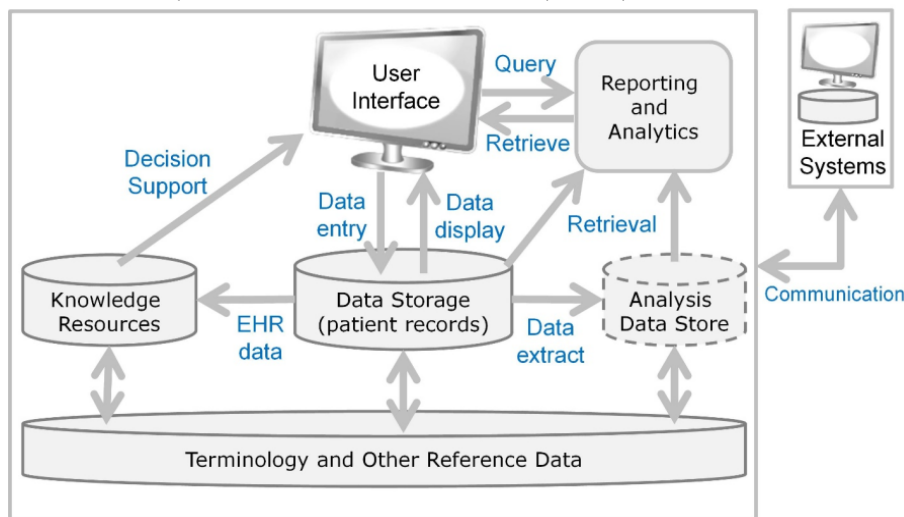 User
Interface
Query
Retrieve
Reporting
and
Analytics
External
Systems
Decision
Support
Data
entry
Data
display
Retrieval
Communication
Knowledge
Resources
EHR
data
Data Storage
(patient records)
Data
extract
Analysis
Data Store
Terminology and Other Reference Data